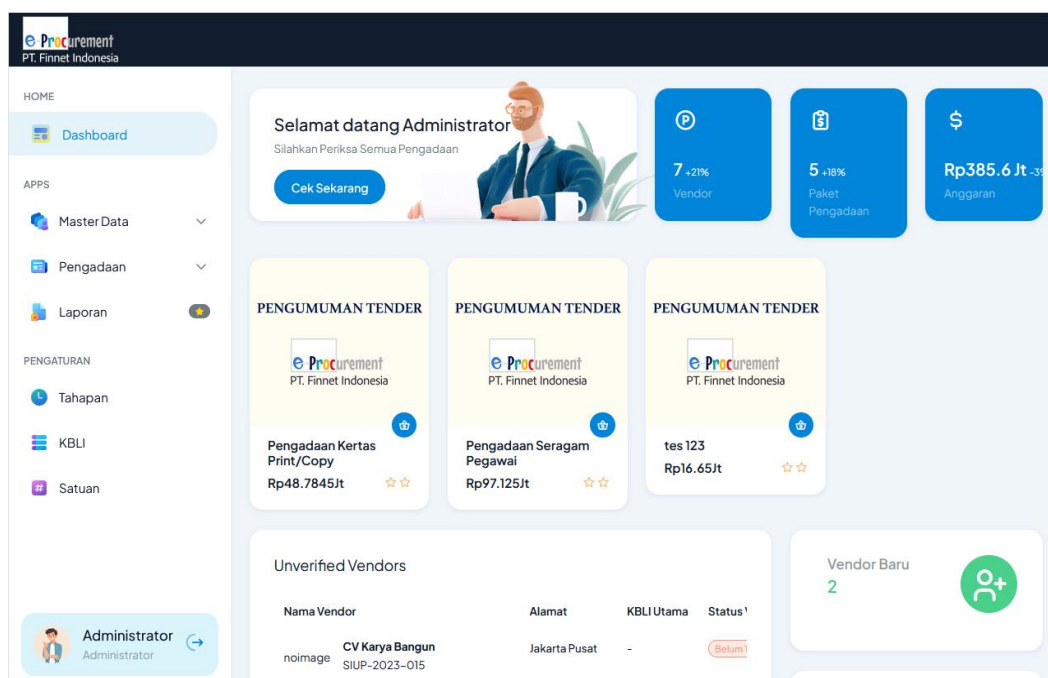 e-Procurement
PT. Finnet Indonesia
HOME
Dashboard
APPS
Master Data
Pengadaan
Laporan
PENGATURAN
Tahapan
KBLI
# Satuan
Administrator
Administrator
Selamat datang Administrator
Silahkan Periksa Semua Pengadaan
Cek Sekarang
P
7 +21%
Vendor
$
5 +18%
Paket
Pengadaan
$
Rp385.6 Jt
Anggaran
PENGUMUMAN TENDER
e-Procurement
PT. Finnet Indonesia
Pengadaan Kertas
Print/Copy
Rp48.7845Jt
PENGUMUMAN TENDER
e-Procurement
PT. Finnet Indonesia
Pengadaan Seragam
Pegawai
Rp97.125Jt
PENGUMUMAN TENDER
e-Procurement
PT. Finnet Indonesia
tes 123
Rp16.65Jt
Unverified Vendors
Nama Vendor Alamat KBLI Utama Status
noimage CV Karya Bangun Jakarta Pusat - Belum
SIUP-2023-015
Vendor Baru
2